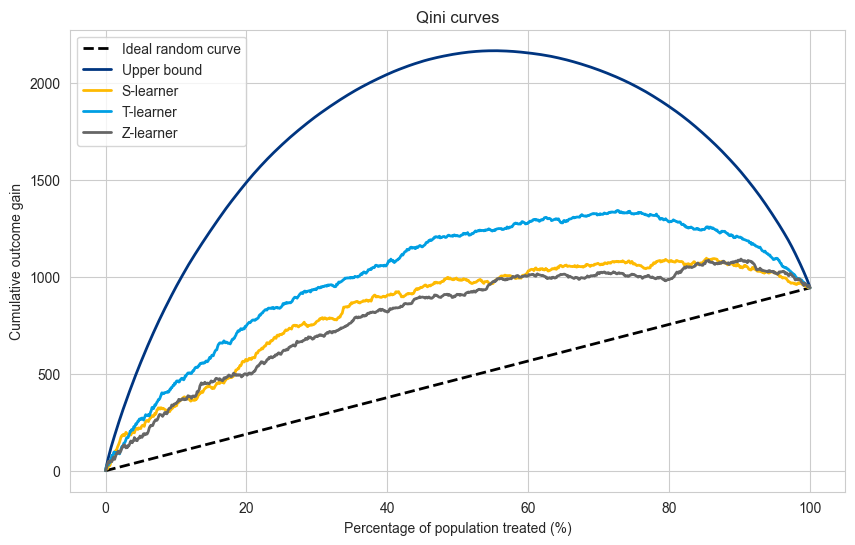 Qini curves
Ideal random curve
Upper bound
S-learner
T-learner
Z-learner
Cumulative outcome gain
2000
1500
1000
500
0
0 20 40 60 80 100
Percentage of population treated (%)